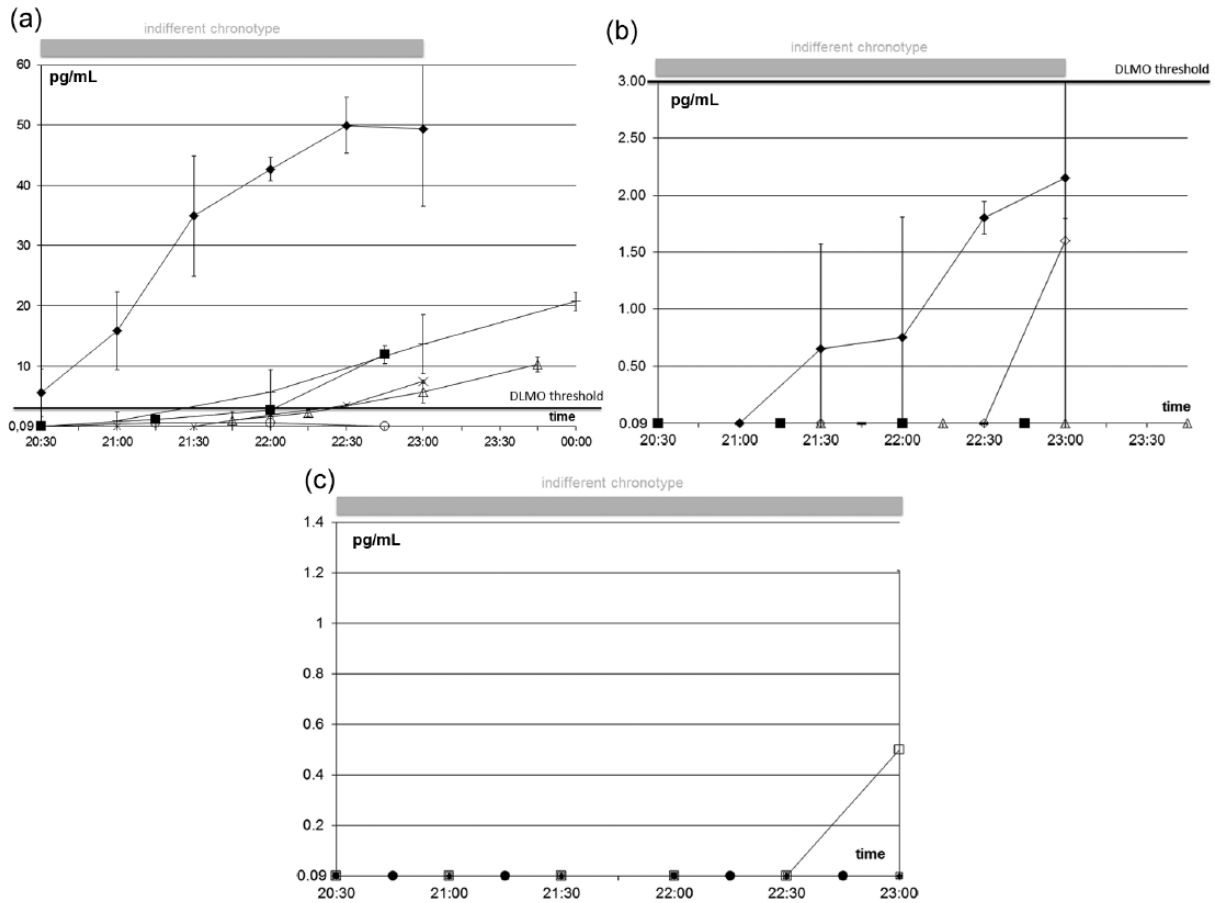 (a)
indifferent chronotype
60
pg/mL
50
40
30
20
10
DLMO threshold
0,09
time
20:30 21:00 21:30 22:00 22:30 23:00 23:30 00:00
(b)
indifferent chronotype
DLMO threshold
3.00
pg/mL
2.50
2.00
1.50
1.00
0.50
time
0.09
20:30 21:00 21:30 22:00 22:30 23:00 23:30
(c)
indifferent chronotype
1.4
pg/mL
1.2
1
0.8
0.6
0.4
0.2
time
0.09
20:30 21:00 21:30 22:00 22:30 23:00